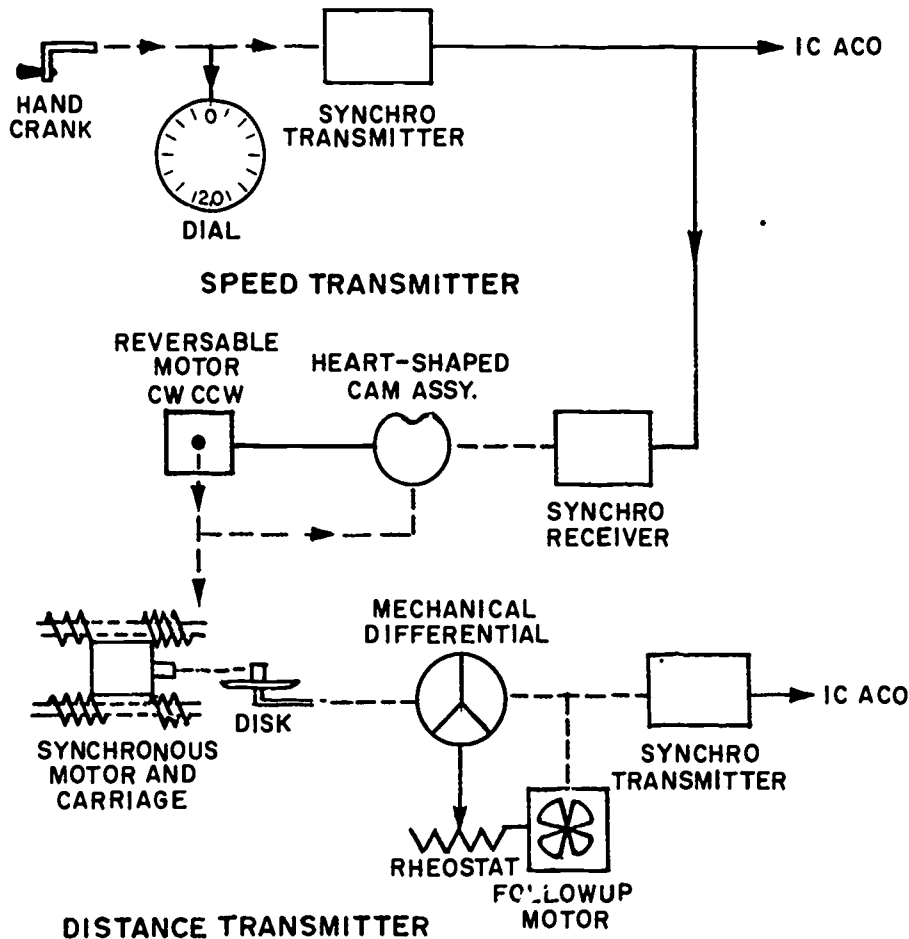 IC ACO
HAND
CRANK
SYNCHRO
TRANSMITTER
0
120
DIAL
SPEED TRANSMITTER
REVERSABLE
MOTOR
CW CCW
HEART-SHAPED
CAM ASSY.
SYNCHRO
RECEIVER
MECHANICAL
DIFFERENTIAL
IC ACO
DISK
SYNCHRONOUS
MOTOR AND
CARRIAGE
SYNCHRO
TRANSMITTER
RHEOSTAT
FOLLOWUP
MOTOR
DISTANCE TRANSMITTER